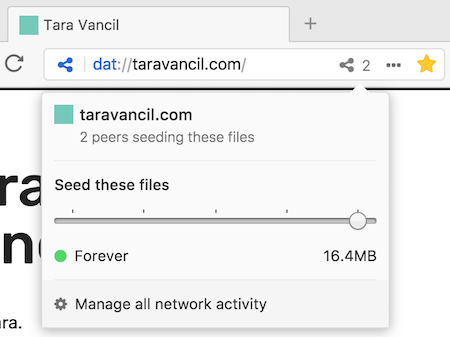 Tara Vancil
dat://taravancil.com/
2
taravancil.com
2 peers seeding these files
Seed these files
Forever 16.4MB
Manage all network activity
ra.